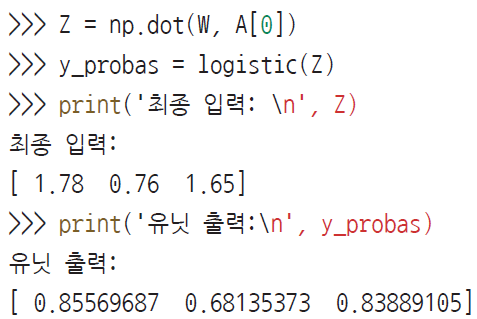 >>> Z = np.dot(W, A[0])
>>> y_probas = logistic(Z)
>>> print('최종 입력: \n', Z)
최종 입력:
[ 1.78  0.76  1.65]
>>> print('유닛 출력:\n', y_probas)
유닛 출력:
[ 0.85569687  0.68135373  0.83889105]